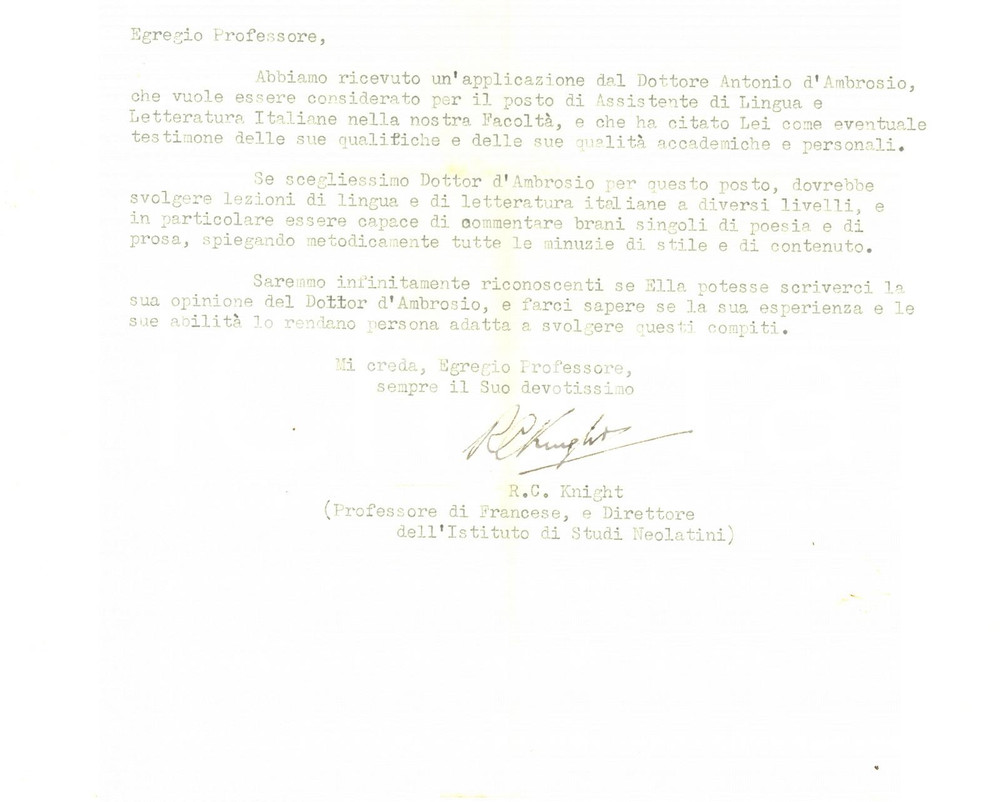 Egregio Professore,
Abbiamo ricevuto un'applicazione dal Dottore Antonio d'Ambrosio,
che vuole essere considerato per il posto di Assistente di Lingua e
Letteratura Italiane nella nostra Facoltà, e che ha citato Lei come eventuale
testimone delle sue qualifiche e delle sue qualità accademiche e personali.
Se scegliessimo Dottor d'Ambrosio per questo posto, dovrebbe
svolgere lezioni di lingua e di letteratura italiane a diversi livelli, e
in particolare essere capace di commentare brani singoli di poesia e di
prosa, spiegando metodicamente tutte le minuzie di stile e di contenuto.
Saremmo infinitamente riconoscenti se Ella potesse scriverci la
sua opinione del Dottor d'Ambrosio, e farci sapere se la sua esperienza e le
sue abilità lo rendano persona adatta a svolgere questi compiti.
Mi creda, Egregio Professore,
sempre il Suo devotissimo
RCKnight
R.C. Knight
(Professore di Francese, e Direttore
dell'Istituto di Studi Neolatini)